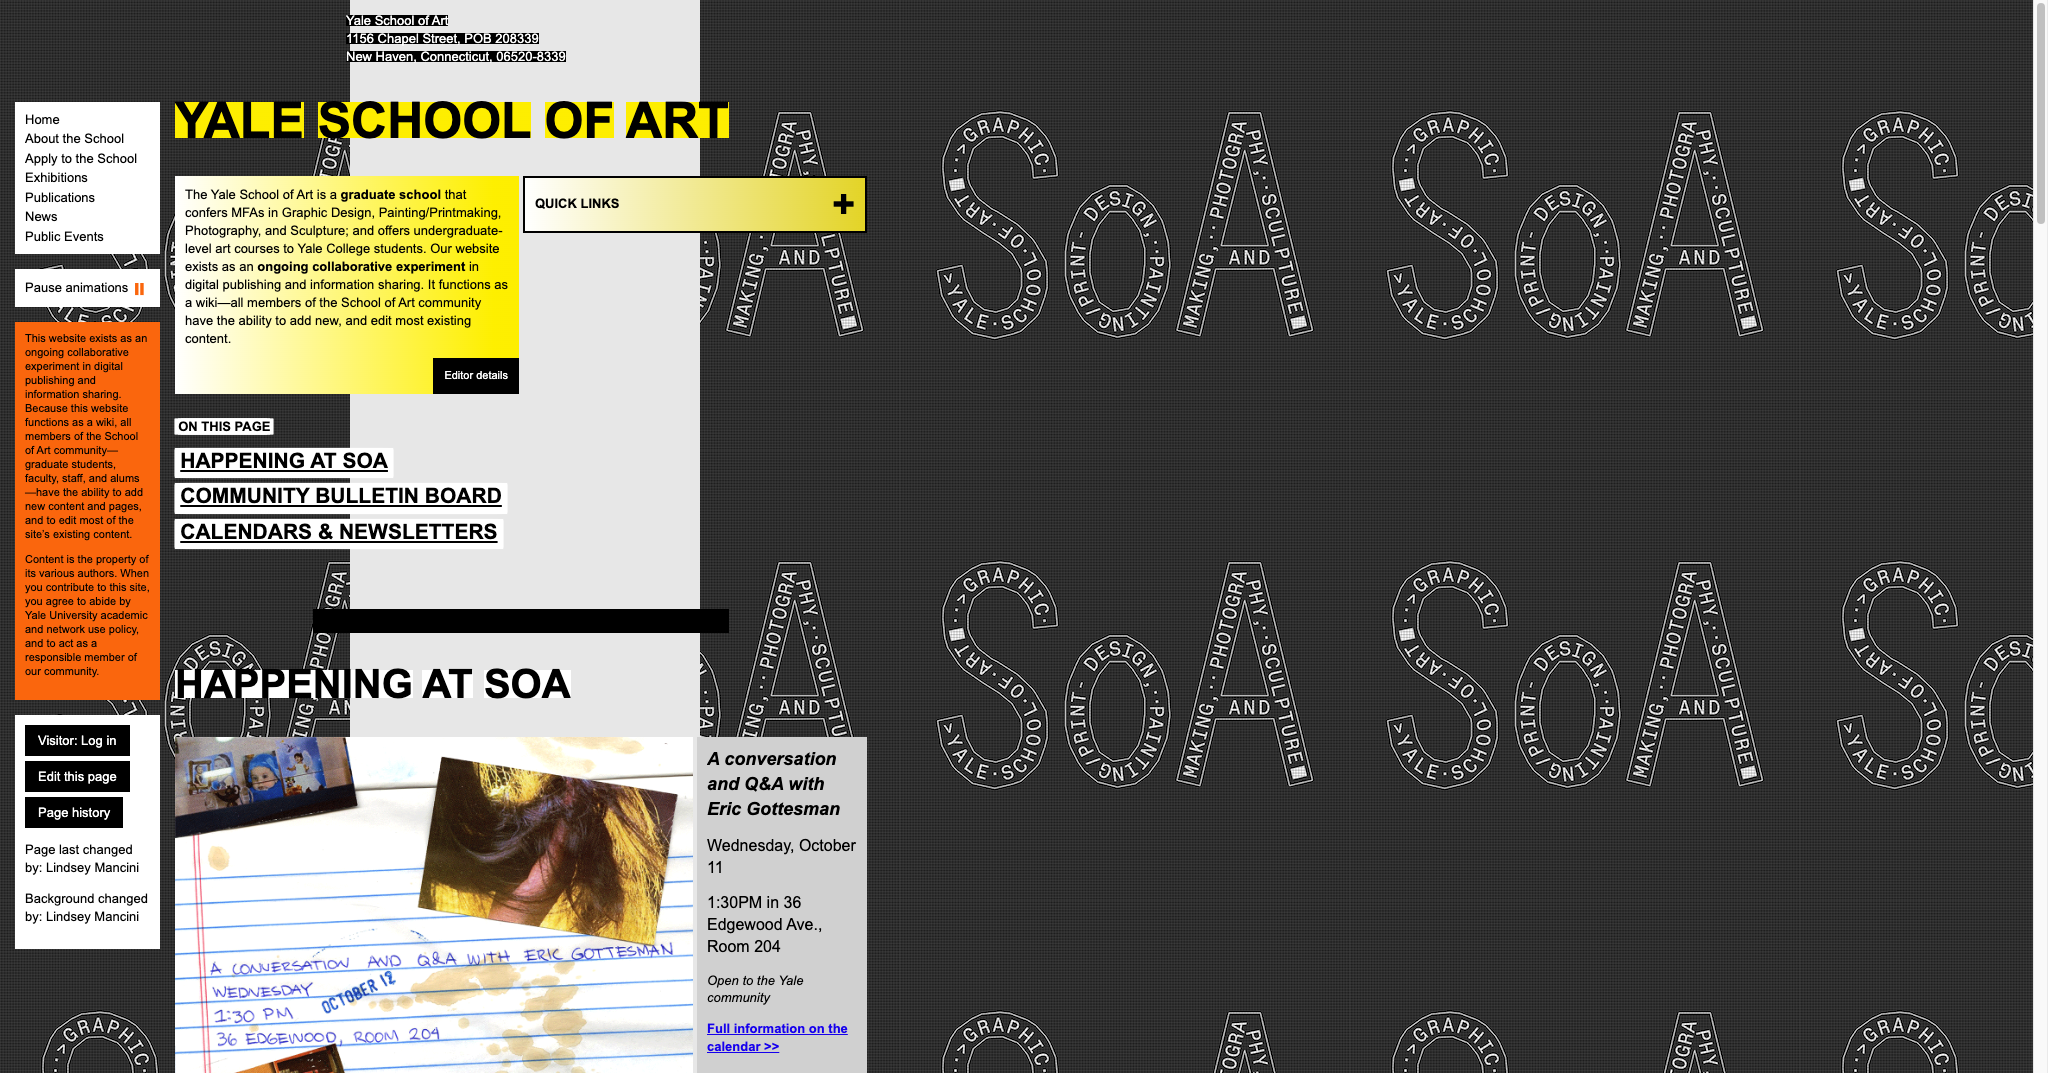 Yale School of Art
1156 Chapel Street, POB 208339
New Haven, Connecticut, 06520-8339
YALE SCHOOL OF ART
Home
About the School
Apply to the School
Exhibitions
Publications
News
Public Events
Pause animations
This website exists as an
ongoing collaborative
experiment in digital
publishing and
information sharing.
Because this website
functions as a wiki, all
members of the School
of Art community—
graduate students,
faculty, staff, and alums
—have the ability to add
new content and pages,
and to edit most of the
site's existing content.
Content is the property of
its various authors. When
you contribute to this site,
you agree to abide by
Yale University academic
and network use policy,
and to act as a
responsible member of
our community.
Visitor: Log in
Edit this page
Page history
Page last changed
by: Lindsey Mancini
Background changed
by: Lindsey Mancini
The Yale School of Art is a graduate school that
confers MFAs in Graphic Design, Painting/Printmaking,
Photography, and Sculpture; and offers undergraduate-
level art courses to Yale College students. Our website
exists as an ongoing collaborative experiment in
digital publishing and information sharing. It functions as
a wiki—all members of the School of Art community
have the ability to add new, and edit most existing
content.
Editor details
QUICK LINKS
ON THIS PAGE
HAPPENING AT SOA
COMMUNITY BULLETIN BOARD
CALENDARS & NEWSLETTERS
HAPPENING AT SOA
A CONVERSATION AND Q&A WITH ERIC GOTTESMAN
WEDNESDAY OCTOBER 12
1:30 PM
36 EDGEWOOD, ROOM 204
A conversation
and Q&A with
Eric Gottesman
Wednesday, October
11
1:30PM in 36
Edgewood Ave.,
Room 204
Open to the Yale
community
Full information on the
calendar >>
>YALE·SCHOOL·OF·ART
··>GRAPHIC·
DESIGN,··PAINTING/PRINT-
MAKING,··PHOTOGRA
PHY,··SCULPTURE
AND